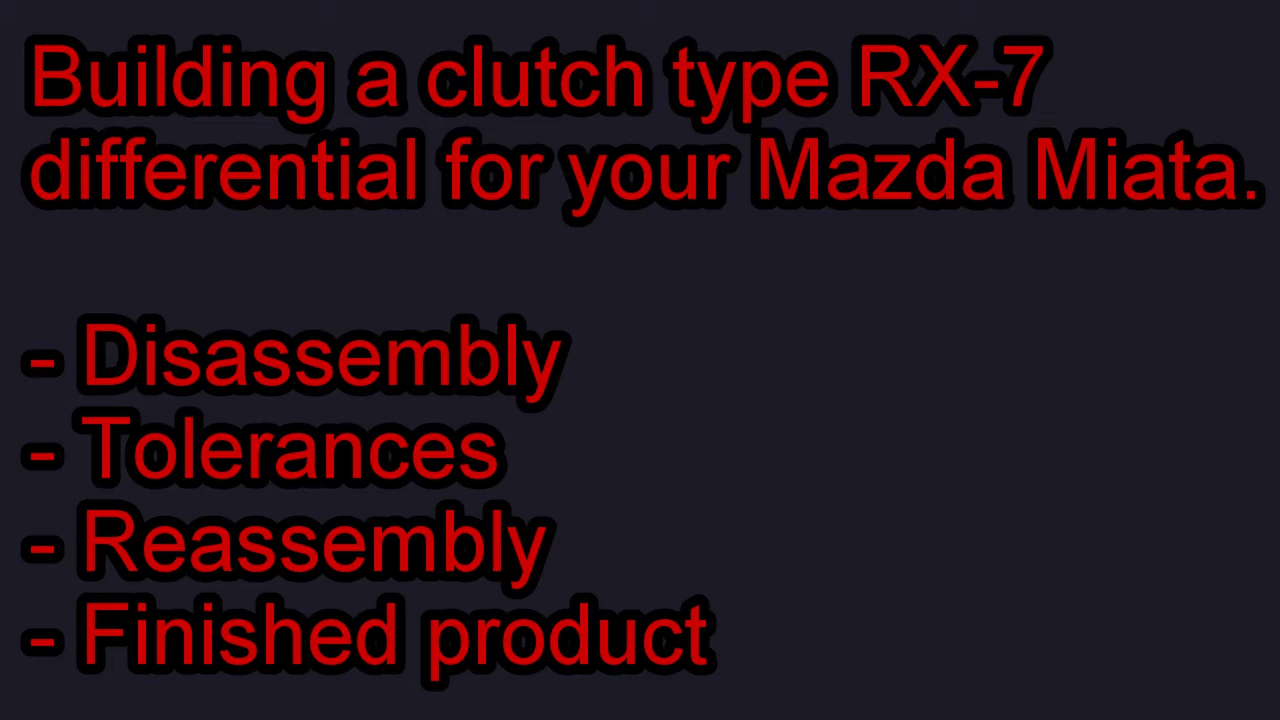 Building a clutch type RX-7
differential for your Mazda Miata.
- Disassembly
- Tolerances
- Reassembly
- Finished product